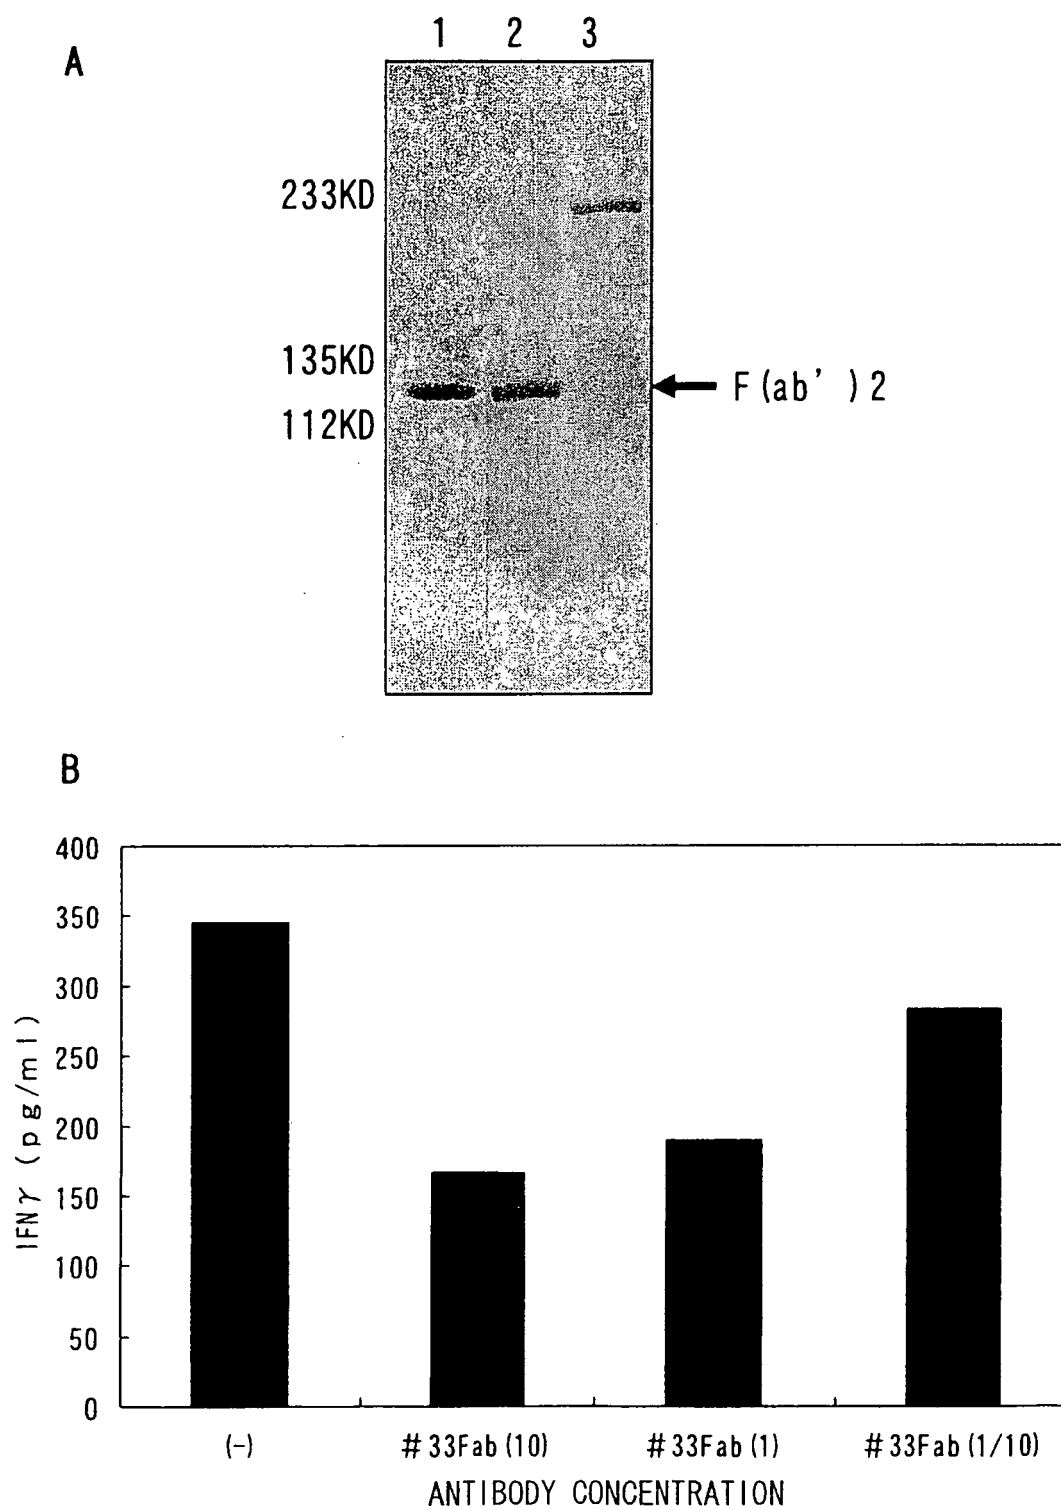 A
1 2 3
233KD
135KD
112KD
F(ab')2
B
400
350
300
250
200
150
100
50
0
IFNγ (pg/ml)
(-) #33Fab(10) #33Fab(1) #33Fab(1/10)
ANTIBODY CONCENTRATION